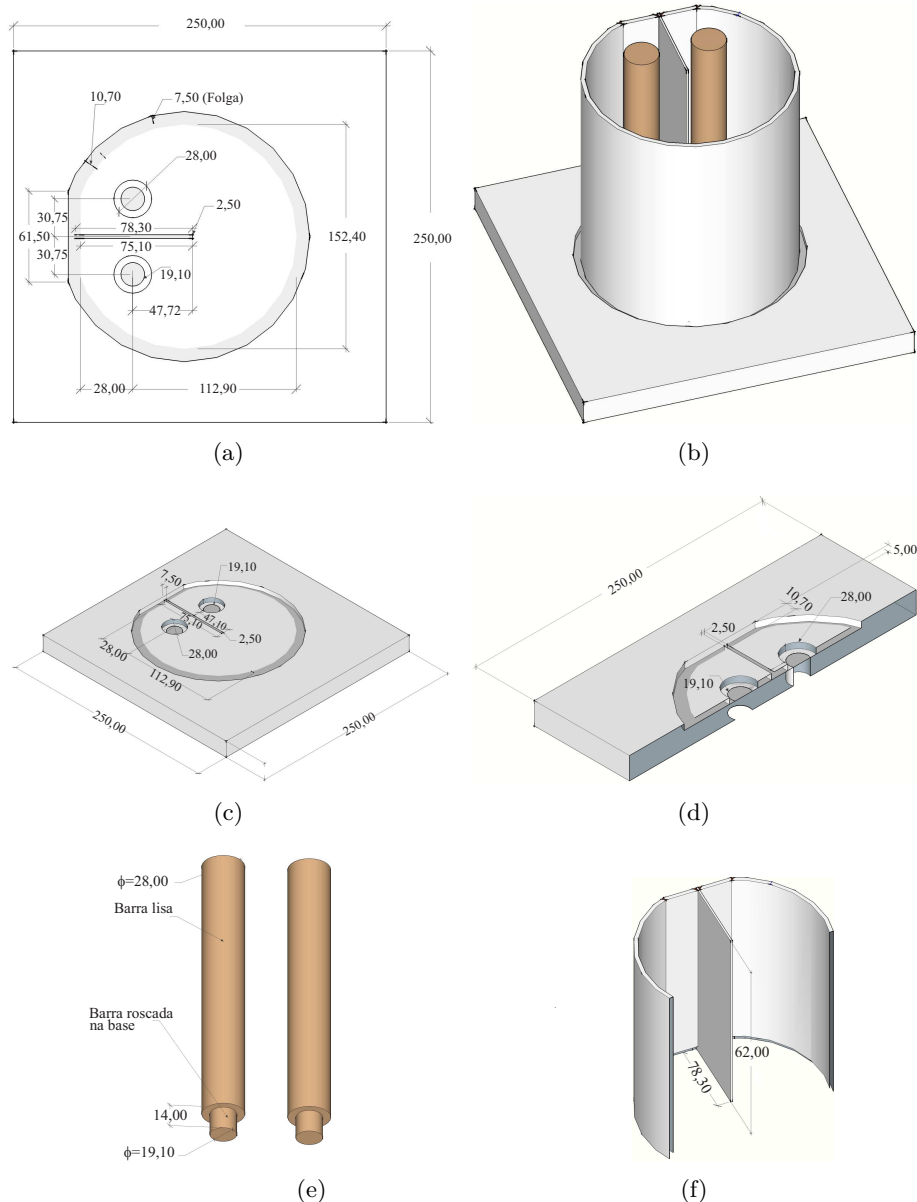 250,00
10,70
7,50 (Folga)
28,00
2,50
30,75
78,30
61,50
152,40
250,00
75,10
30,75
19,10
47,72
28,00
112,90
(a)
(b)
7,50
19,10
75,10
47,10
2,50
28,00
28,00
112,90
250,00
250,00
(c)
5,00
250,00
10,70
28,00
2,50
19,10
(d)
ϕ=28,00
Barra lisa
Barra roscada
na base
14,00
ϕ=19,10
(e)
62,00
78,30
(f)